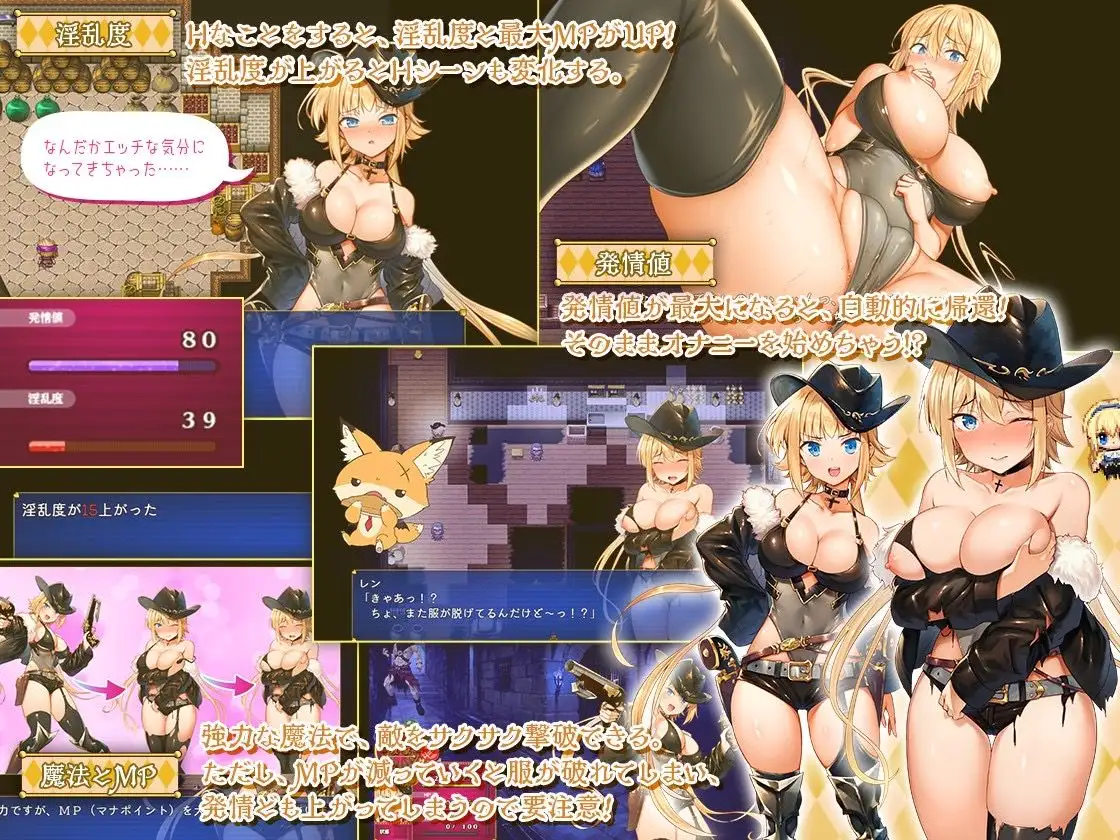 淫乱度
Hなことをすると、淫乱度と最大MPがUP!
淫乱度が上がるとHシーンも変化する。
なんだかエッチな気分に
なってきちゃった……
発情値
発情値が最大になると、自動的に帰還!
そのままオナニーを始めちゃう!?
発情値
80
淫乱度
39
淫乱度が15上がった
レン
「きゃあっ！？
ちょ、また服が脱げてるんだけど～っ！？」
魔法とMP
強力な魔法で、敵をサクサク撃破できる。
ただし、MPが減っていくと服が破れてしまい、
発情ども上がってしまうので要注意!
力ですが、MP（マナポイント）を
0/100